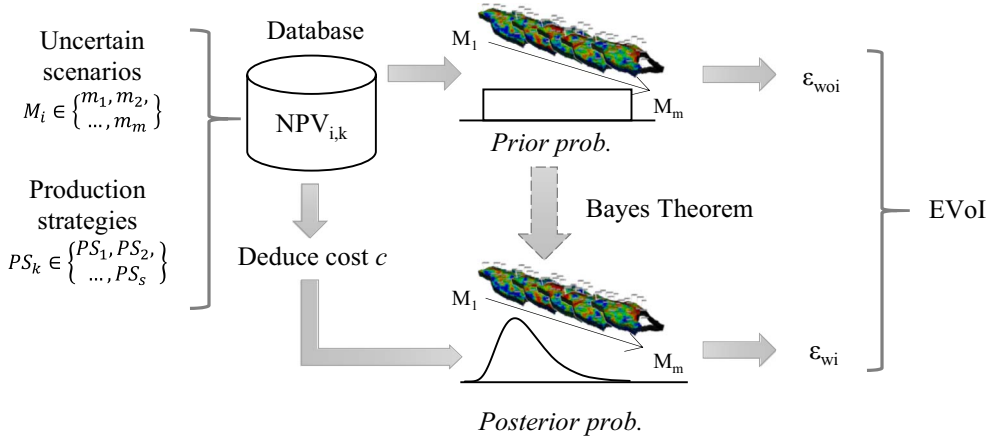 Uncertain
scenarios
M_i ∈ {m_1, m_2,
…, m_m}
Production
strategies
PS_k ∈ {PS_1, PS_2,
…, PS_s}
Database
NPV_{i,k}
Deduce cost c
M_1
M_m
Prior prob.
Bayes Theorem
M_1
M_m
Posterior prob.
ε_woi
ε_wi
EVoI